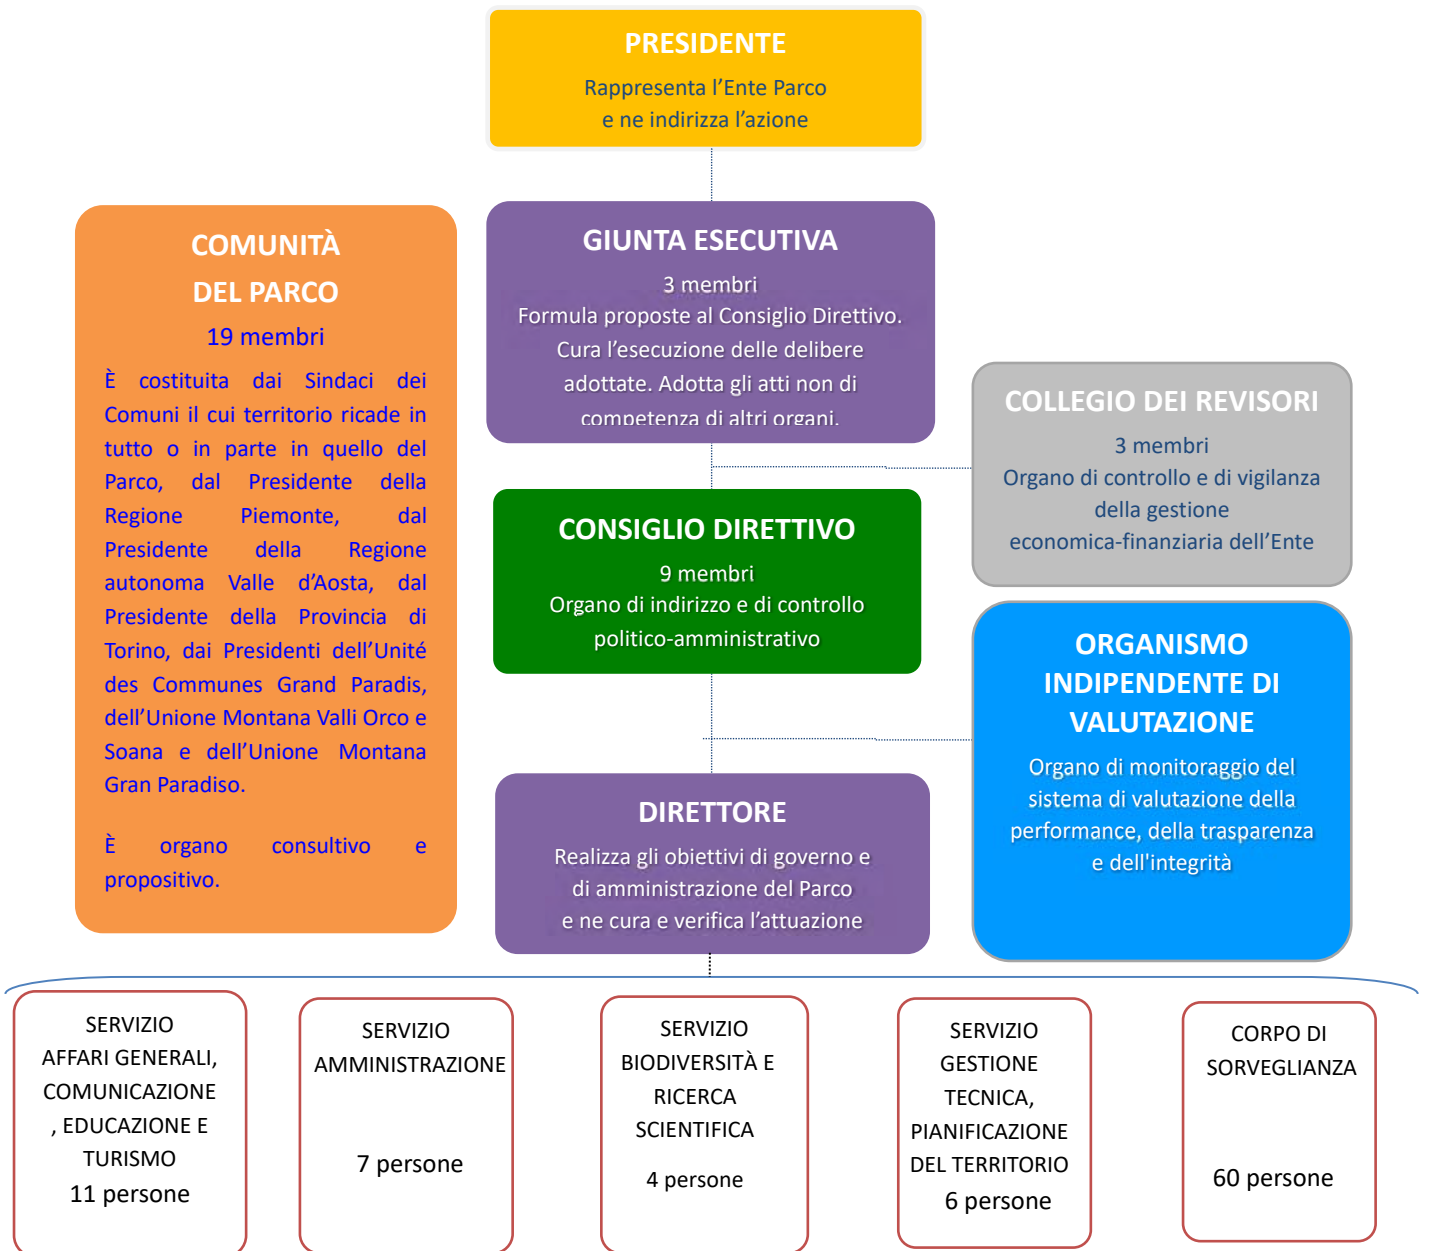 PRESIDENTE
Rappresenta l’Ente Parco
e ne indirizza l’azione
COMUNITÀ
DEL PARCO
19 membri
È costituita dai Sindaci dei
Comuni il cui territorio ricade in
tutto o in parte in quello del
Parco, dal Presidente della
Regione Piemonte, dal
Presidente della Regione
autonoma Valle d’Aosta, dal
Presidente della Provincia di
Torino, dai Presidenti dell’Unité
des Communes Grand Paradis,
dell’Unione Montana Valli Orco e
Soana e dell’Unione Montana
Gran Paradiso.
È organo consultivo e
propositivo.
GIUNTA ESECUTIVA
3 membri
Formula proposte al Consiglio Direttivo.
Cura l’esecuzione delle delibere
adottate. Adotta gli atti non di
competenza di altri organi.
COLLEGIO DEI REVISORI
3 membri
Organo di controllo e di vigilanza
della gestione
economica-finanziaria dell’Ente
CONSIGLIO DIRETTIVO
9 membri
Organo di indirizzo e di controllo
politico-amministrativo
ORGANISMO
INDIPENDENTE DI
VALUTAZIONE
Organo di monitoraggio del
sistema di valutazione della
performance, della trasparenza
e dell'integrità
DIRETTORE
Realizza gli obiettivi di governo e
di amministrazione del Parco
e ne cura e verifica l’attuazione
SERVIZIO
AFFARI GENERALI,
COMUNICAZIONE
, EDUCAZIONE E
TURISMO
11 persone
SERVIZIO
AMMINISTRAZIONE
7 persone
SERVIZIO
BIODIVERSITÀ E
RICERCA
SCIENTIFICA
4 persone
SERVIZIO
GESTIONE
TECNICA,
PIANIFICAZIONE
DEL TERRITORIO
6 persone
CORPO DI
SORVEGLIANZA
60 persone